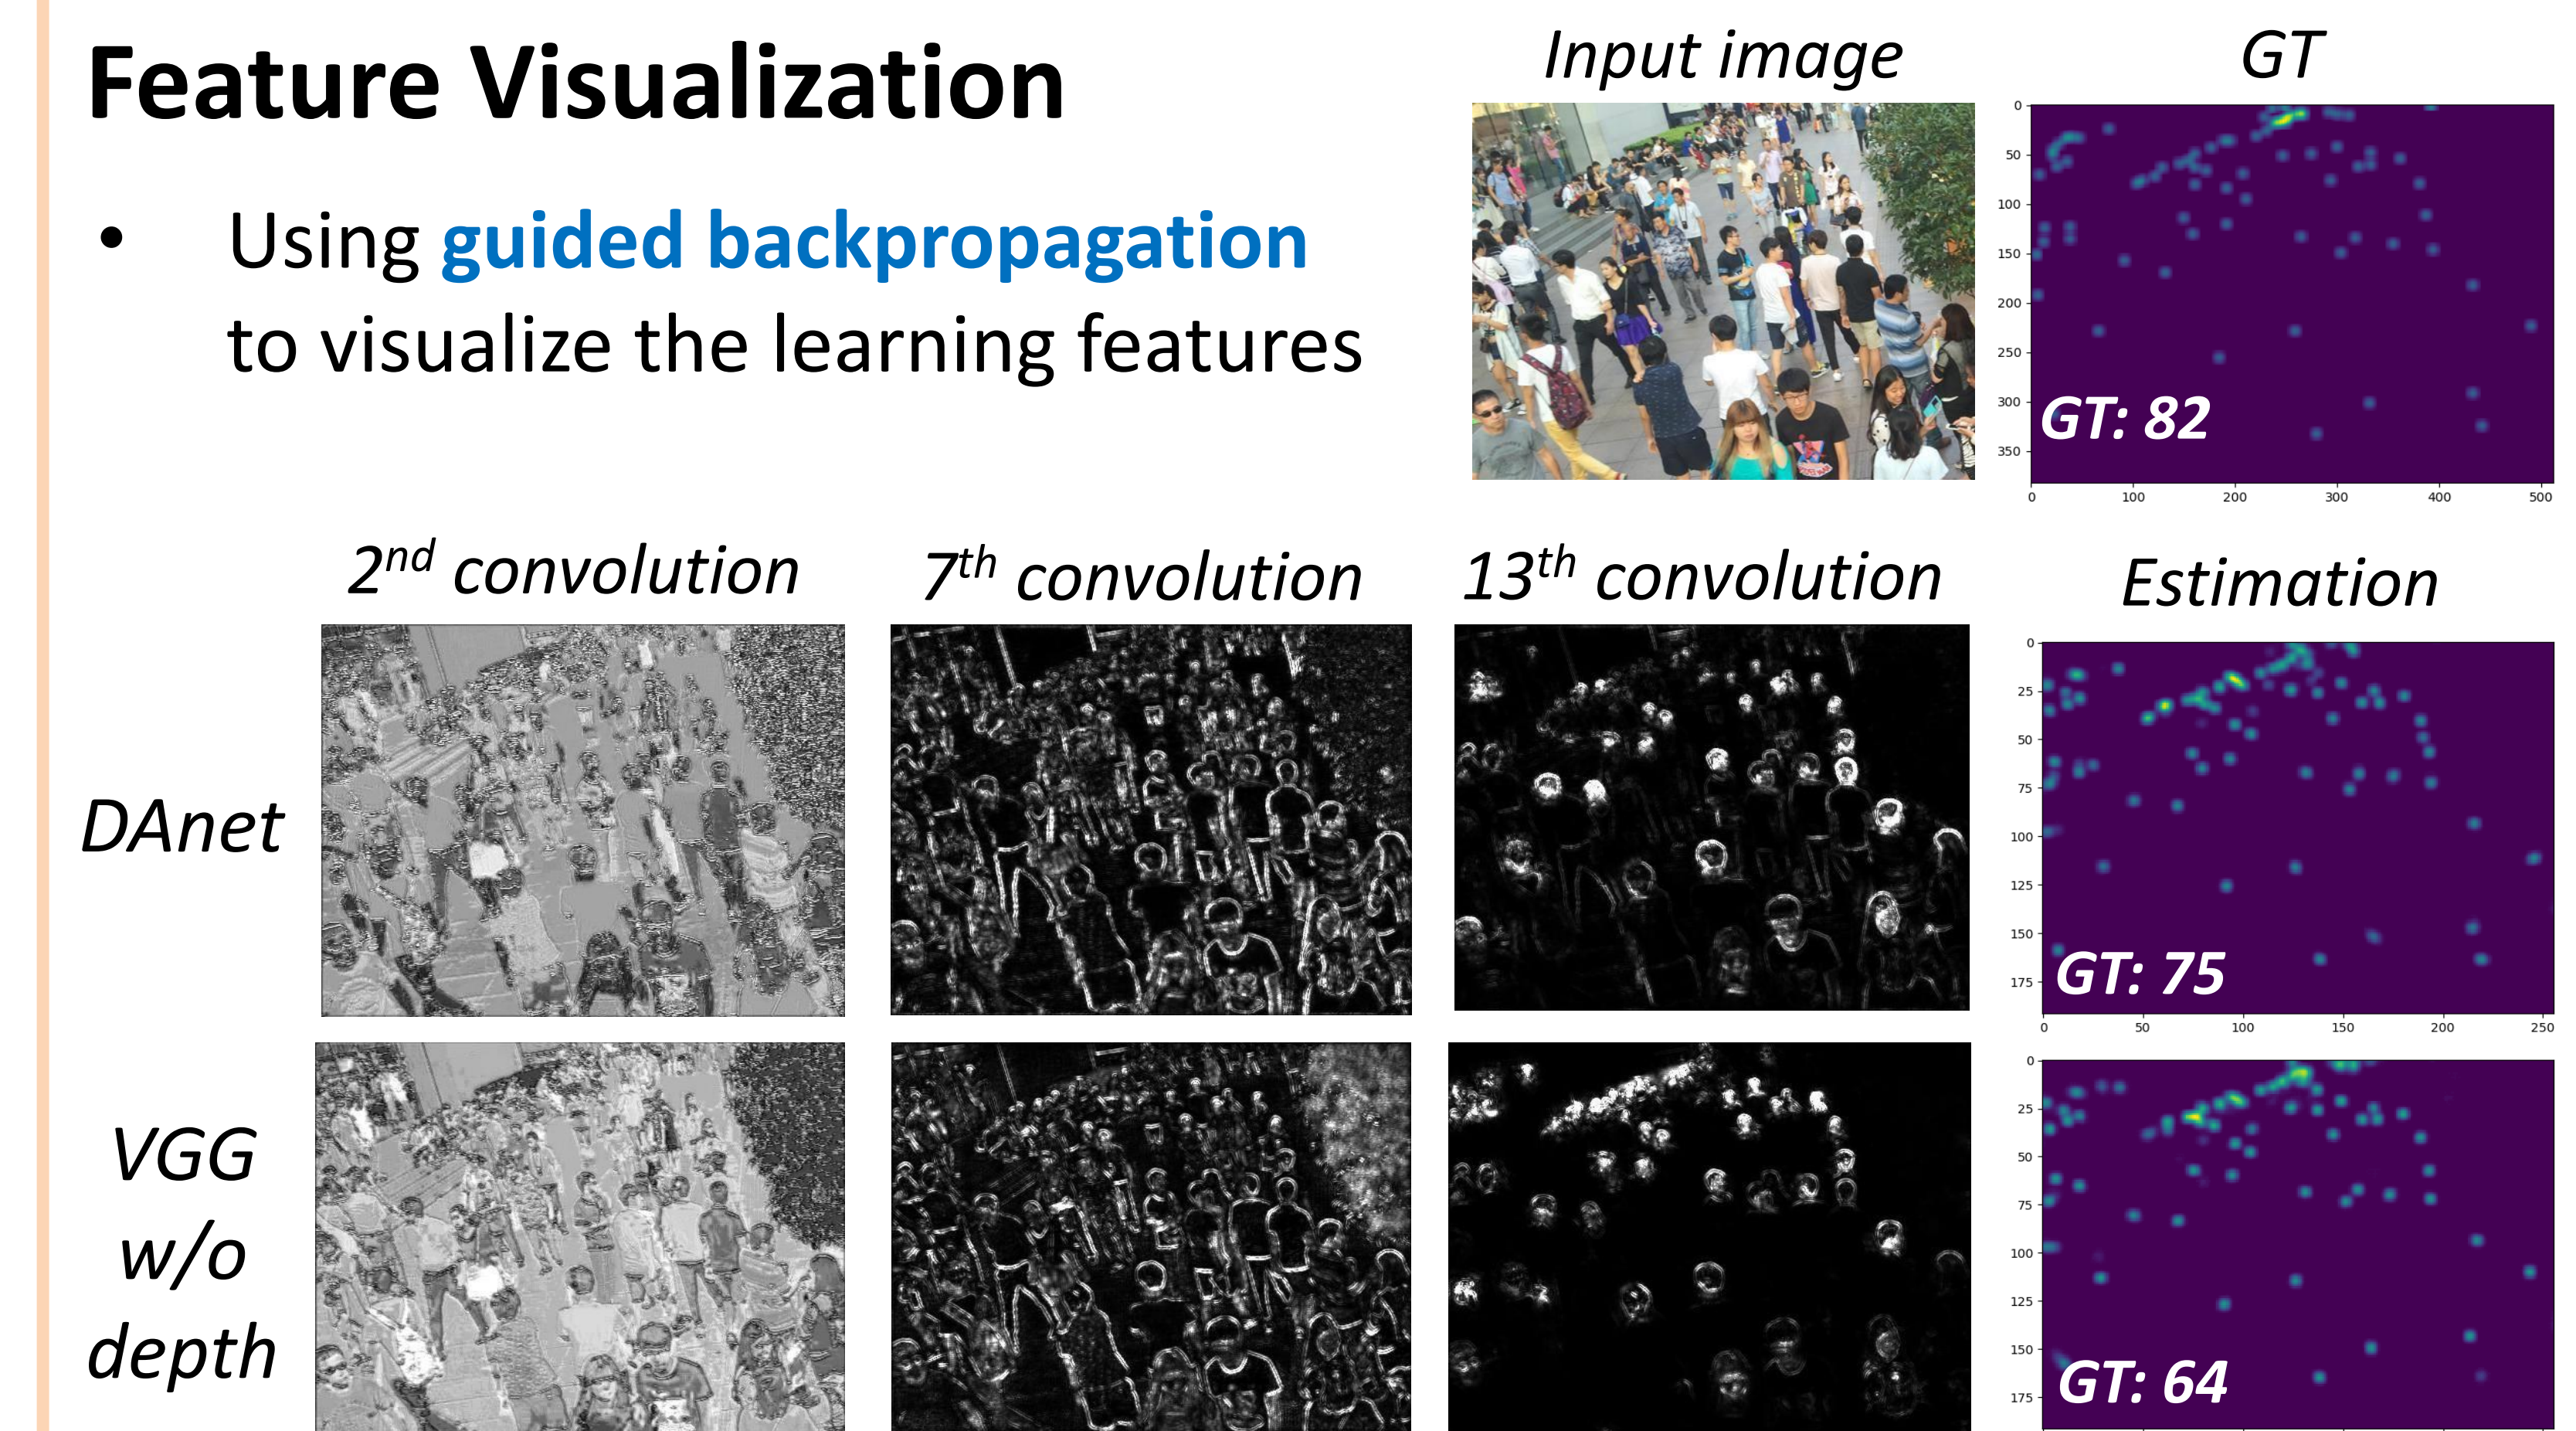 Feature Visualization
• Using guided backpropagation
to visualize the learning features
Input image
GT
0
50
100
150
200
250
300
350
GT: 82
0 100 200 300 400 500
2nd convolution
7th convolution
13th convolution
Estimation
DAnet
0
25
50
75
100
125
150
175
GT: 75
0 50 100 150 200 250
VGG
w/o
depth
0
25
50
75
100
125
150
175
GT: 64